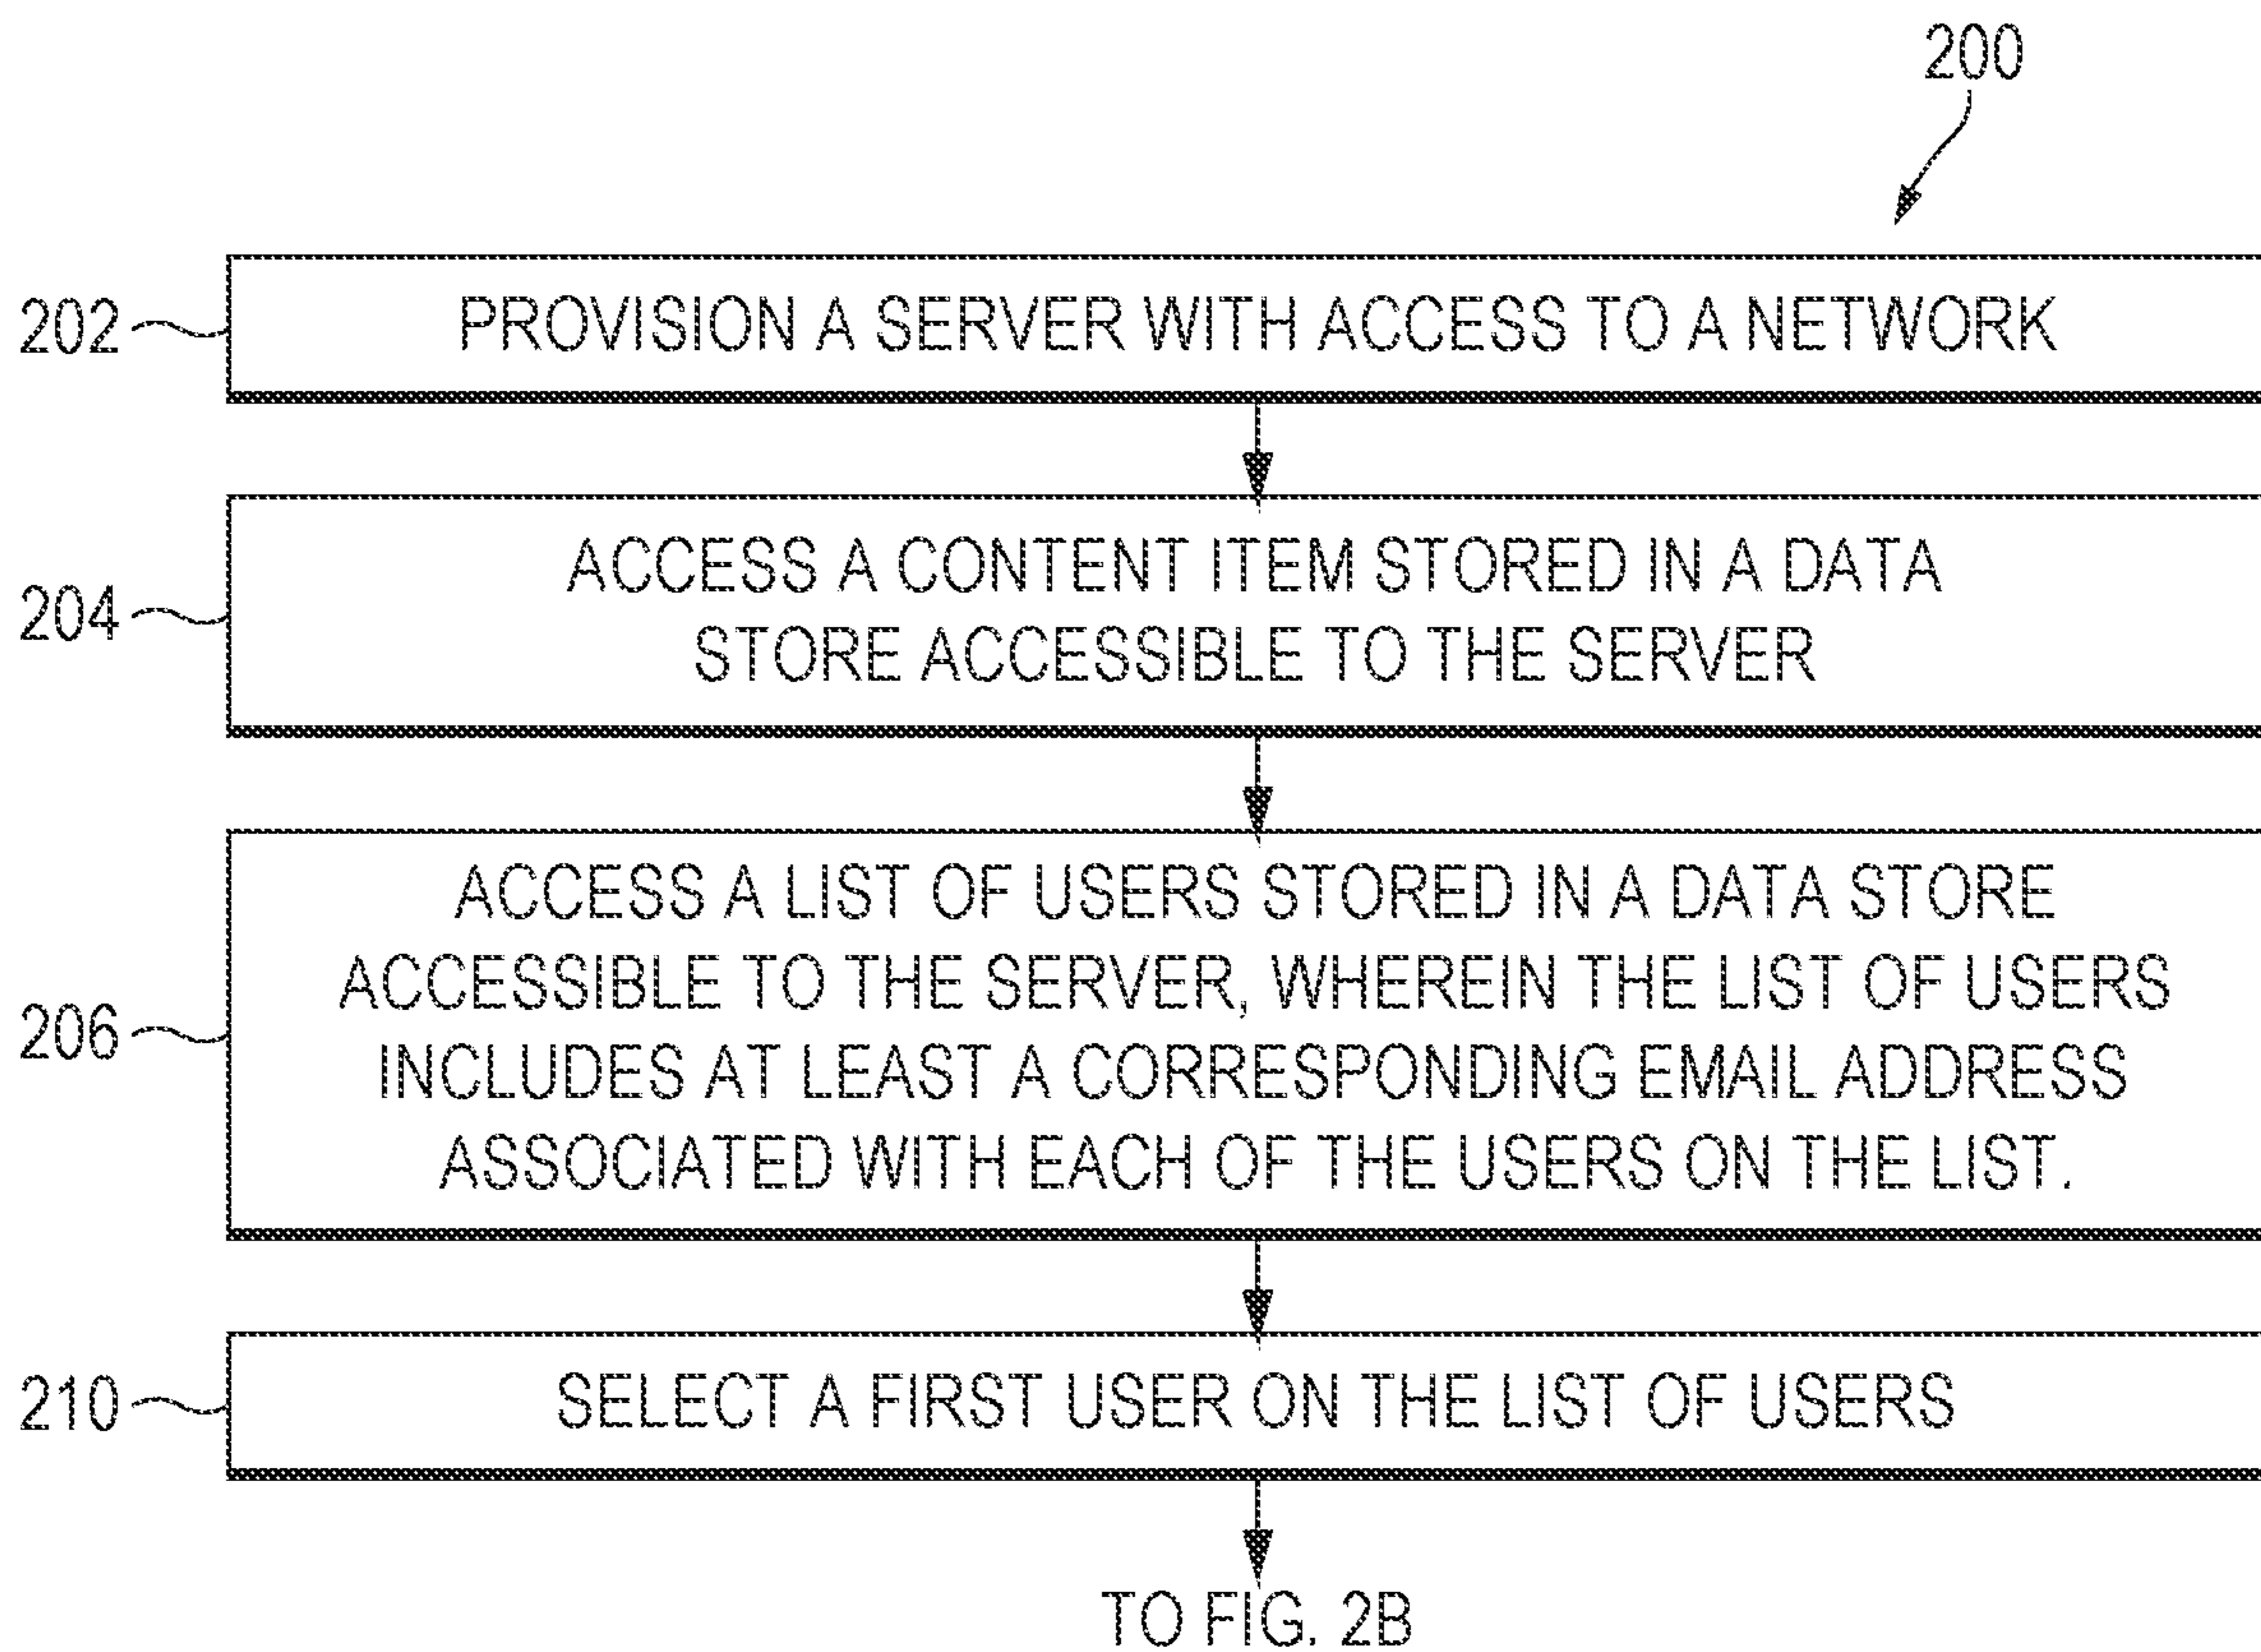 200
202
PROVISION A SERVER WITH ACCESS TO A NETWORK
204
ACCESS A CONTENT ITEM STORED IN A DATA
STORE ACCESSIBLE TO THE SERVER
206
ACCESS A LIST OF USERS STORED IN A DATA STORE
ACCESSIBLE TO THE SERVER, WHEREIN THE LIST OF USERS
INCLUDES AT LEAST A CORRESPONDING EMAIL ADDRESS
ASSOCIATED WITH EACH OF THE USERS ON THE LIST.
210
SELECT A FIRST USER ON THE LIST OF USERS
TO FIG. 2B